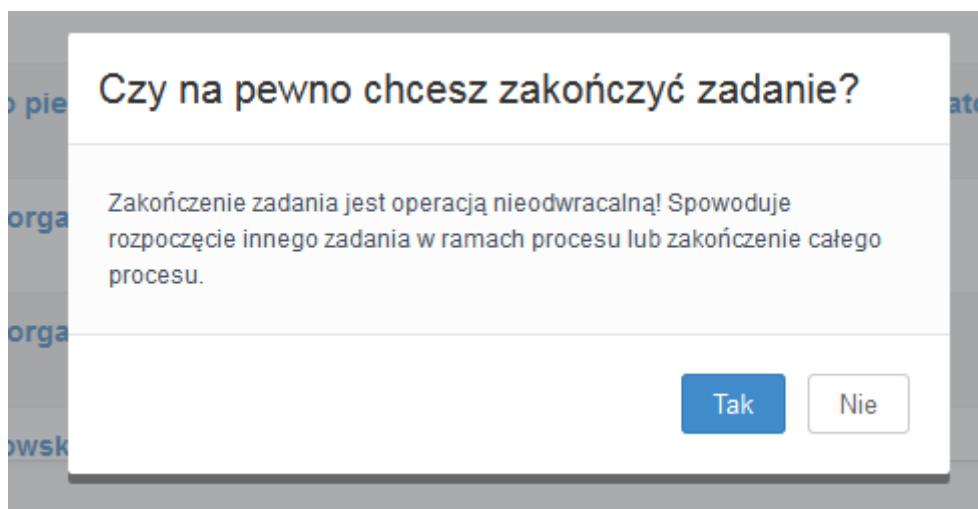 Czy na pewno chcesz zakończyć zadanie?
Zakończenie zadania jest operacją nieodwracalną! Spowoduje
rozpoczęcie innego zadania w ramach procesu lub zakończenie całego
procesu.
Tak Nie